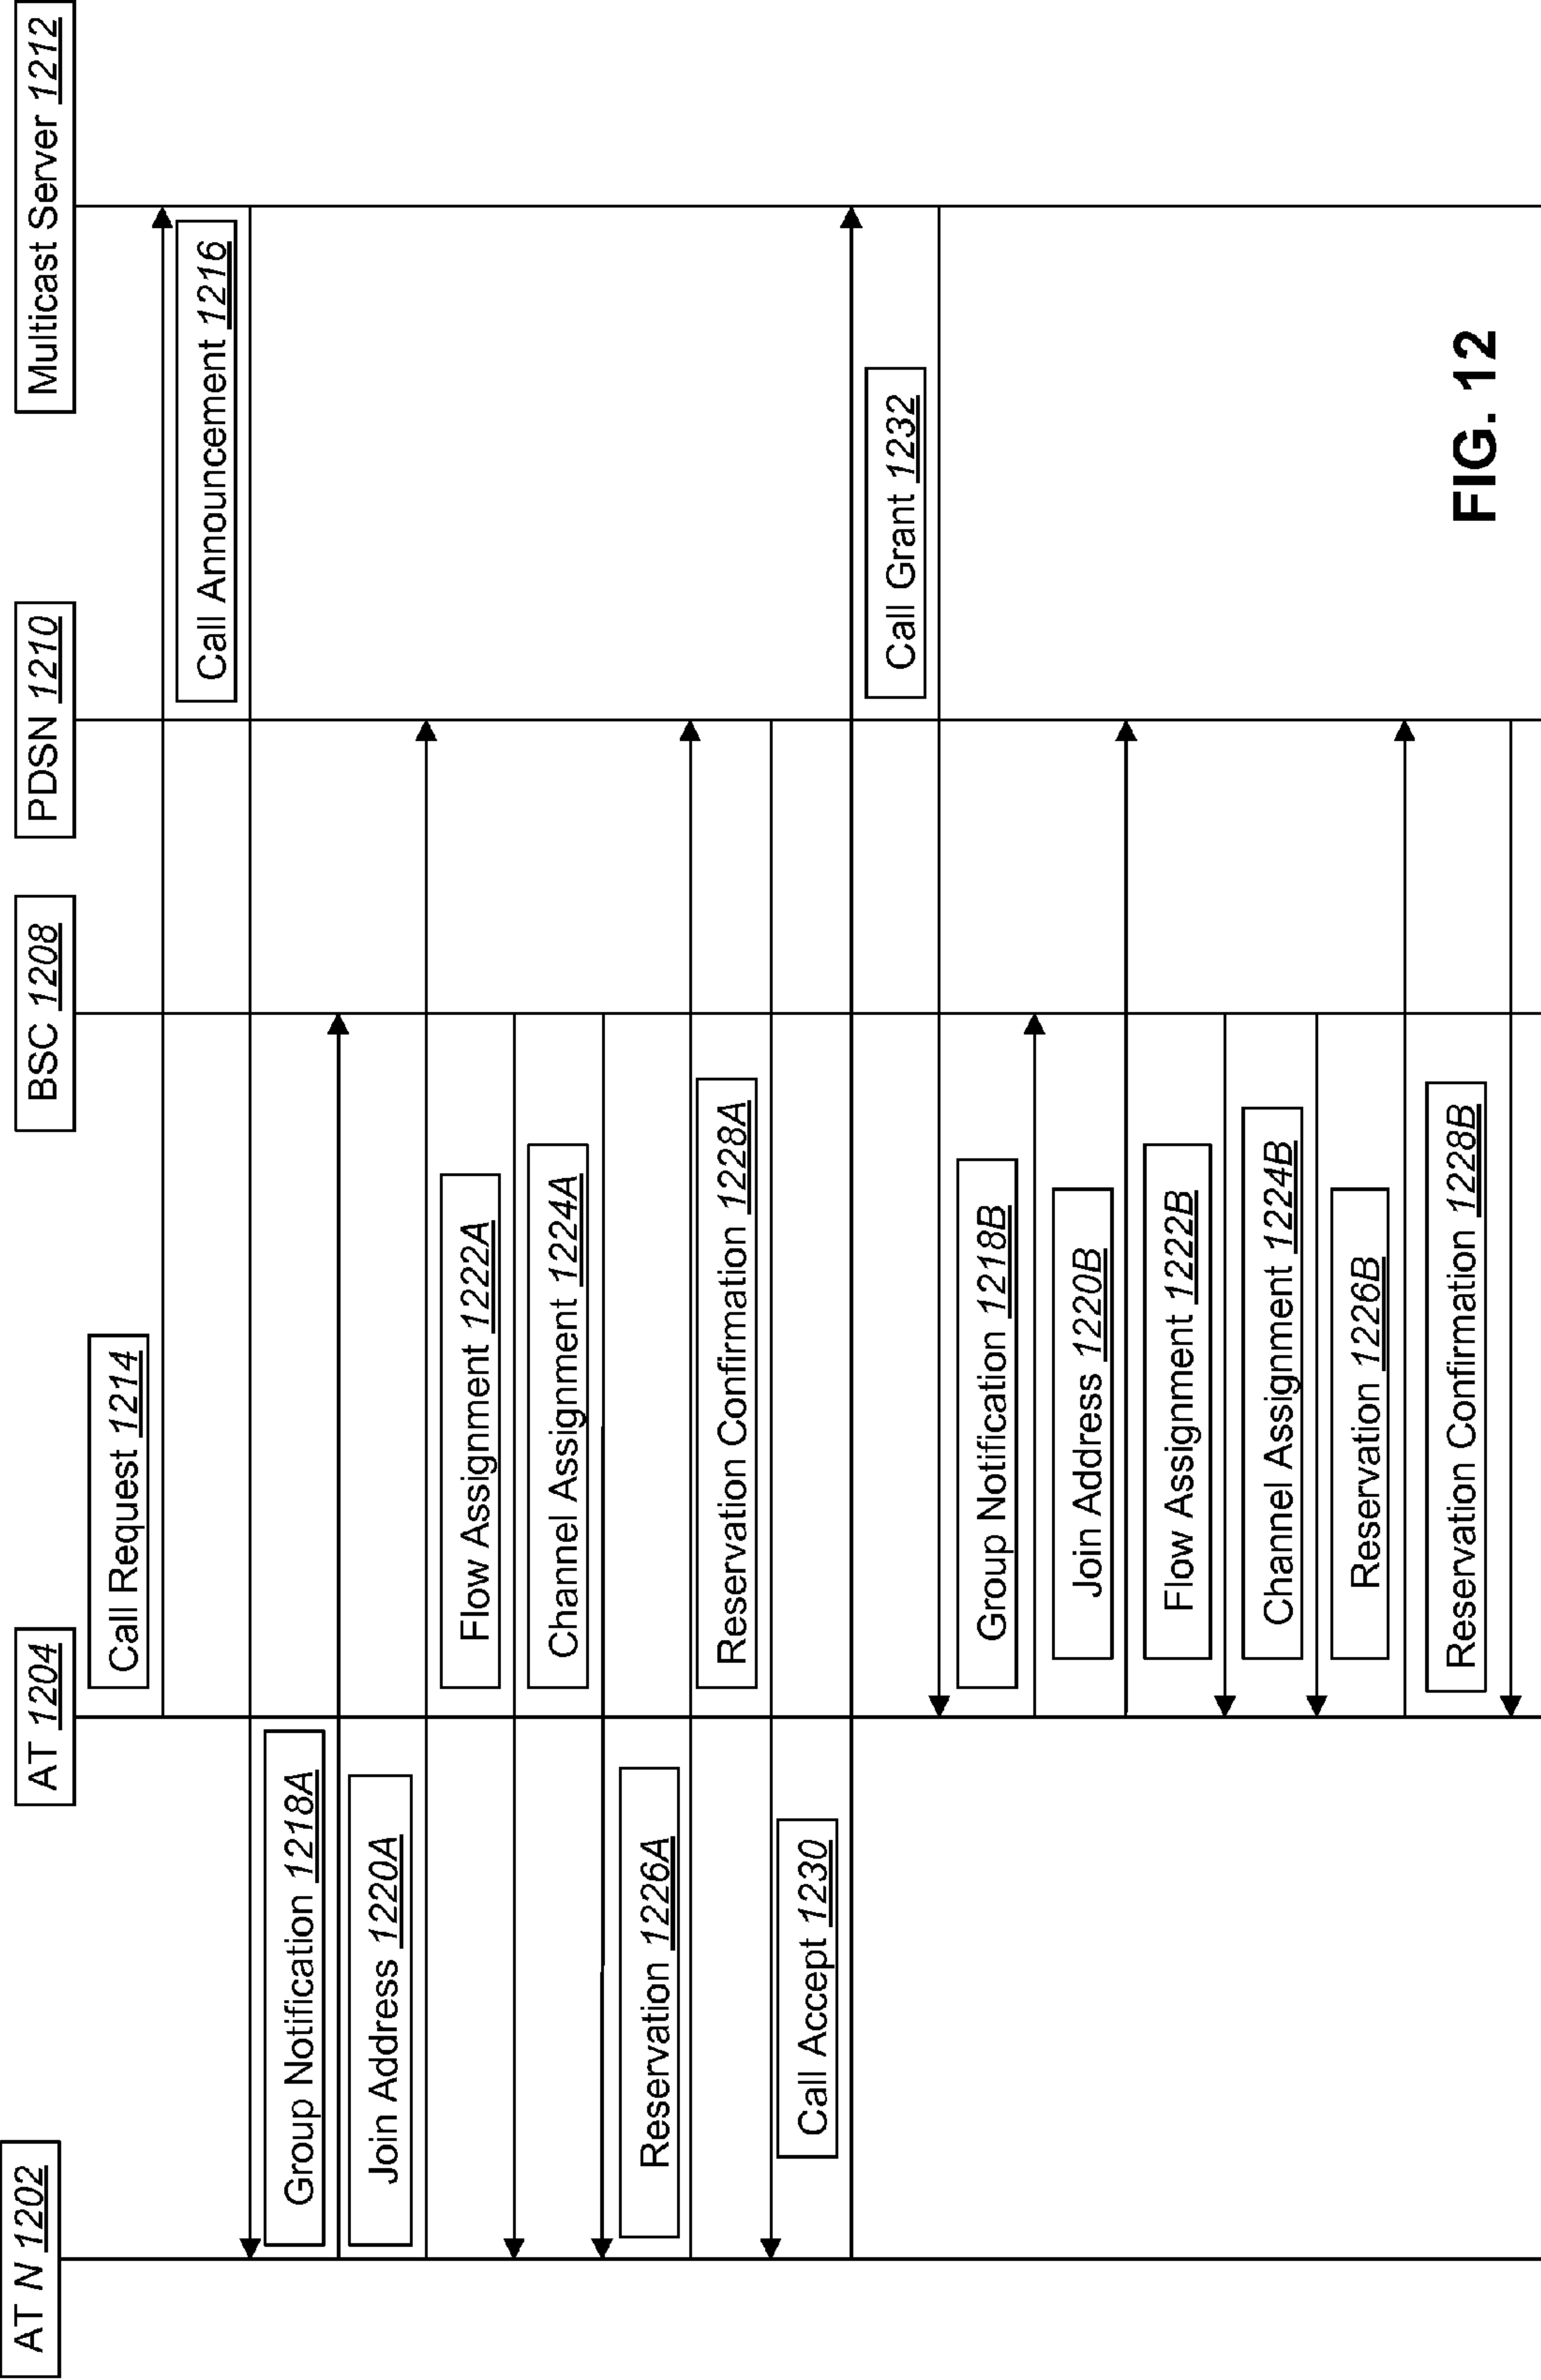 AT N 1202
AT 1204
BSC 1208
PDSN 1210
Multicast Server 1212
Call Request 1214
Call Announcement 1216
Group Notification 1218A
Join Address 1220A
Flow Assignment 1222A
Channel Assignment 1224A
Reservation 1226A
Reservation Confirmation 1228A
Call Accept 1230
Call Grant 1232
Group Notification 1218B
Join Address 1220B
Flow Assignment 1222B
Channel Assignment 1224B
Reservation 1226B
Reservation Confirmation 1228B
FIG. 12